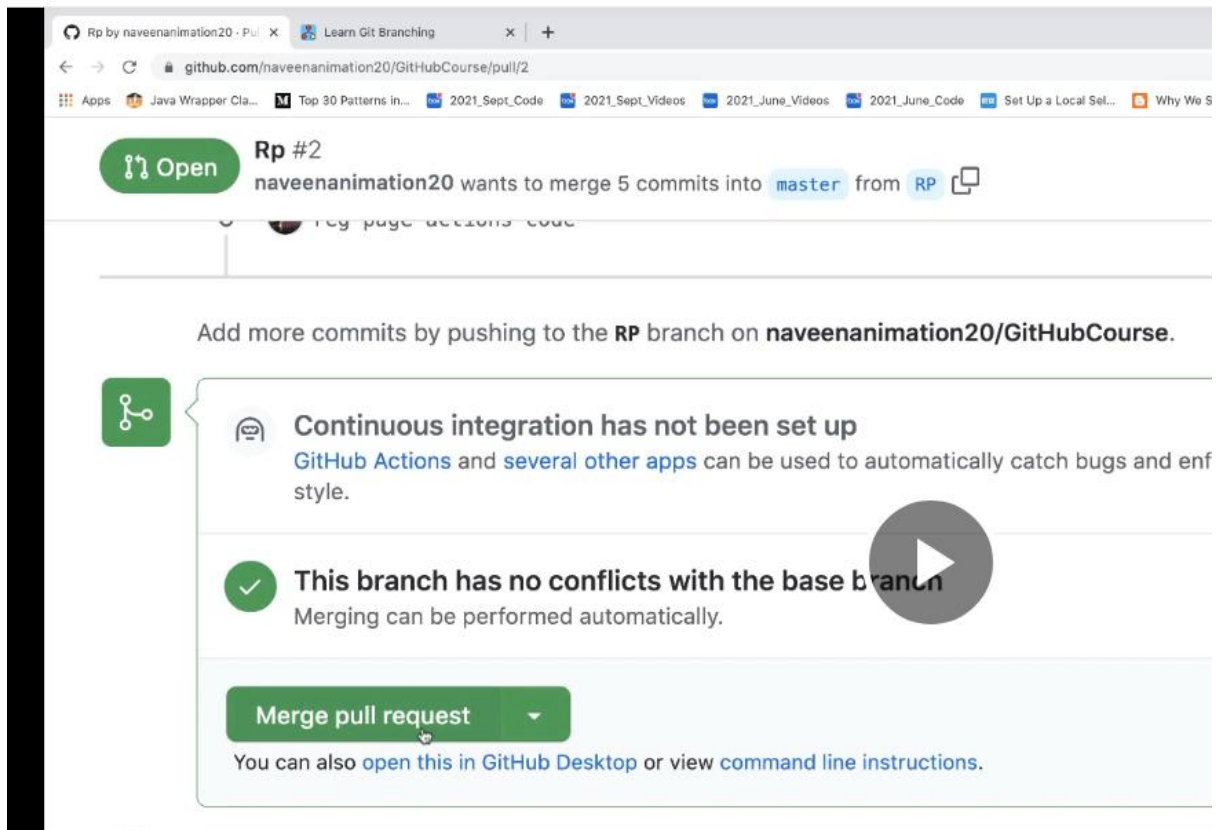 Rp by naveenanimation20 · Pu
Learn Git Branching
github.com/naveenanimation20/GitHubCourse/pull/2
Apps Java Wrapper Cla... Top 30 Patterns in... 2021_Sept_Code 2021_Sept_Videos 2021_June_Videos 2021_June_Code Set Up a Local Sel... Why We S
Open
Rp #2
naveenanimation20 wants to merge 5 commits into master from RP
reg page actions code
Add more commits by pushing to the RP branch on naveenanimation20/GitHubCourse.
Continuous integration has not been set up
GitHub Actions and several other apps can be used to automatically catch bugs and enf
style.
This branch has no conflicts with the base branch
Merging can be performed automatically.
Merge pull request
You can also open this in GitHub Desktop or view command line instructions.